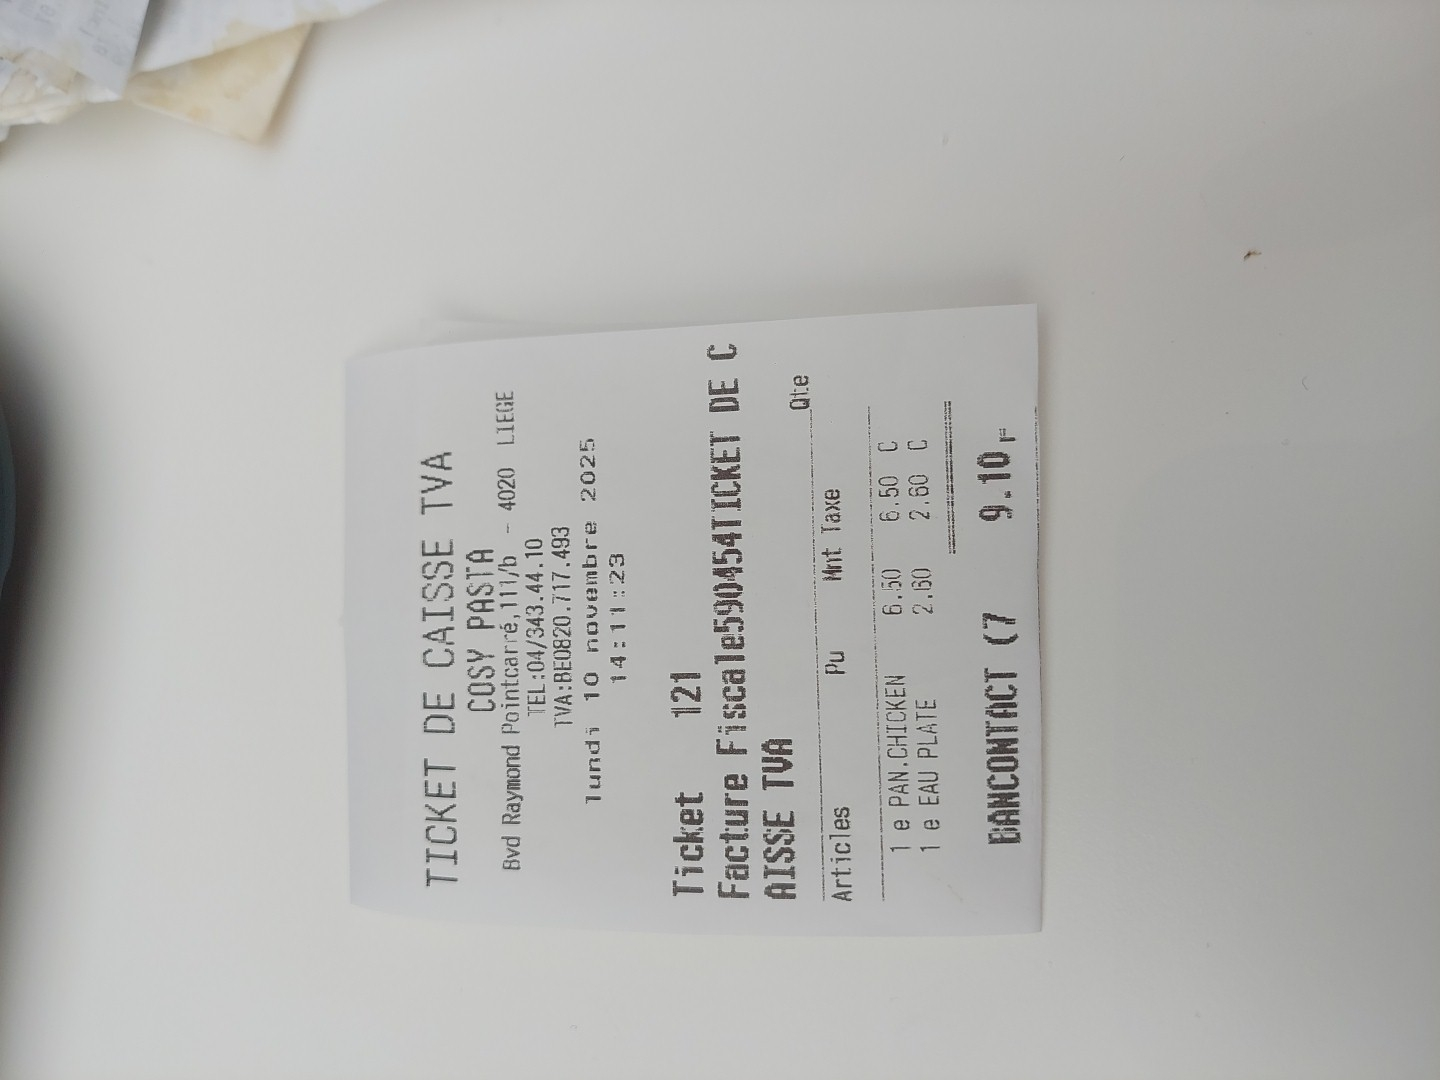 TICKET DE CAISSE TVA
COSY PASTA
Bvd Raymond Pointcarré,111/b - 4020 LIEGE
TEL:04/343.44.10
TVA:BE0820.717.493
lundi 10 novembre 2025
14:11:23
Ticket 121
Facture Fiscale590454TICKET DE C
AISSE TVA
Qte
Articles Pu Mnt Taxe
1 e PAN.CHICKEN 6.50 6.50 C
1 e EAU PLATE 2.60 2.60 C
BANCONTACT (7 9.10